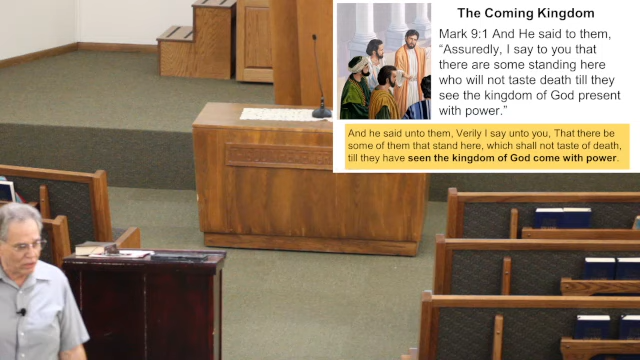 The Coming Kingdom
Mark 9:1 And He said to them,
“Assuredly, I say to you that
there are some standing here
who will not taste death till they
see the kingdom of God present
with power.”
And he said unto them, Verily I say unto you, That there be
some of them that stand here, which shall not taste of death,
till they have seen the kingdom of God come with power.